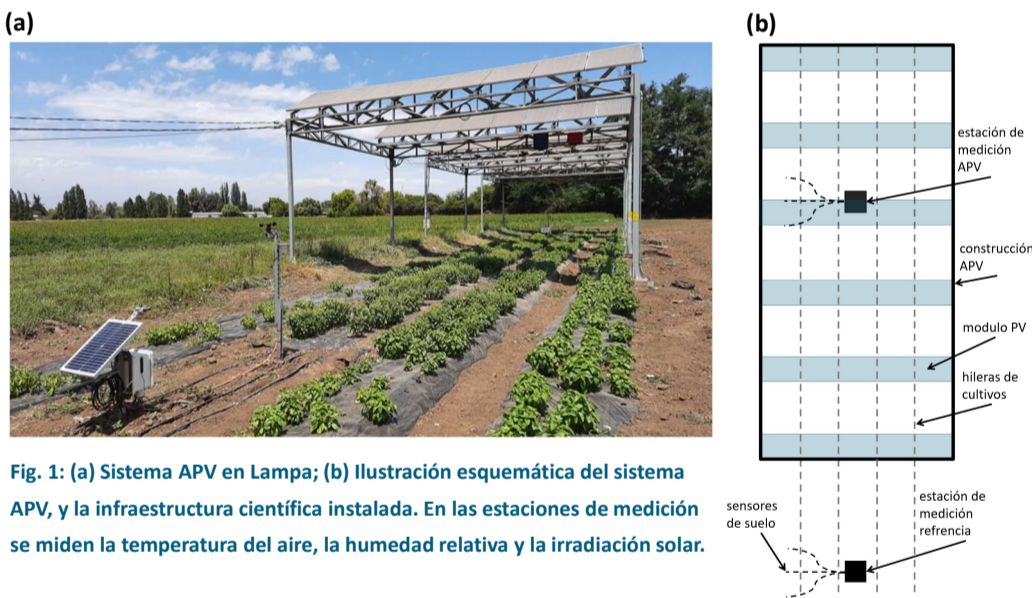 (a)
(b)
estación de
medición
APV
construcción
APV
modulo PV
hileras de
cultivos
sensores
de suelo
estación de
medición
refrencia
Fig. 1: (a) Sistema APV en Lampa; (b) Ilustración esquemática del sistema
APV, y la infraestructura científica instalada. En las estaciones de medición
se miden la temperatura del aire, la humedad relativa y la irradiación solar.